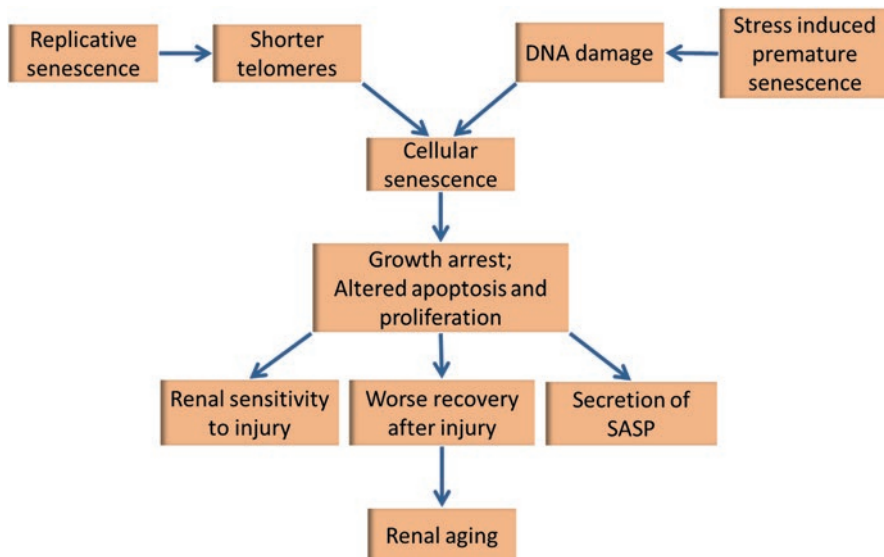 Replicative
senescence
Shorter
telomeres
DNA damage
Stress induced
premature
senescence
Cellular
senescence
Growth arrest;
Altered apoptosis and
proliferation
Renal sensitivity
to injury
Worse recovery
after injury
Secretion of
SASP
Renal aging